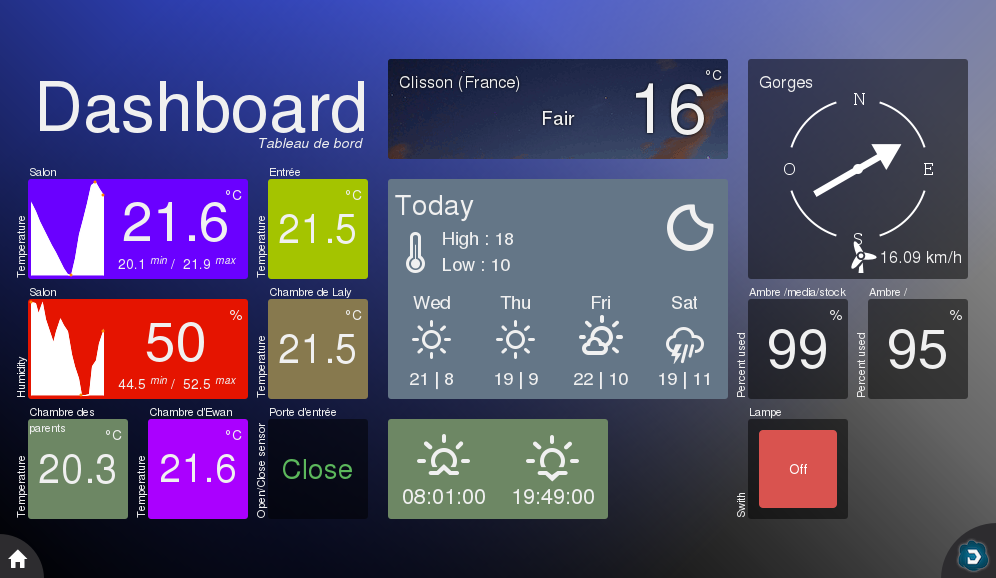 Dashboard
Tableau de bord
Clisson (France)
°C
Fair
16
Gorges
N
O
E
S
16.09 km/h
Salon
Temperature
°C
21.6
20.1 min / 21.9 max
Entrée
Temperature
°C
21.5
Today
High : 18
Low : 10
Wed Thu Fri Sat
21 | 8 19 | 9 22 | 10 19 | 11
Salon
Humidity
%
50
44.5 min / 52.5 max
Chambre de Laly
Temperature
°C
21.5
Ambre /media/stock
Percent used
%
99
Ambre /
Percent used
%
95
Chambre des
parents
Temperature
°C
20.3
Chambre d'Ewan
Temperature
°C
21.6
Porte d'entrée
Open/Close sensor
Close
08:01:00 19:49:00
Lampe
Swith
Off